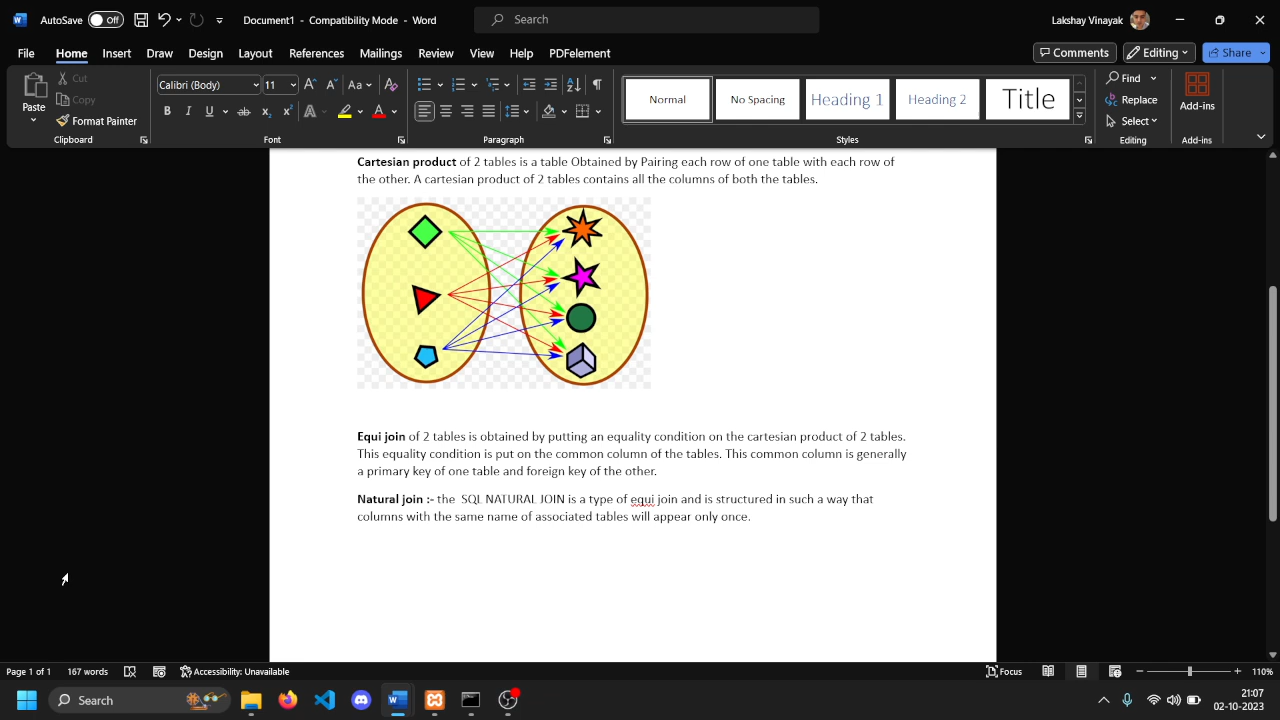 AutoSave Off Document1 - Compatibility Mode - Word Search Lakshay Vinayak
File Home Insert Draw Design Layout References Mailings Review View Help PDFelement Comments Editing Share
Paste Cut Copy Format Painter Clipboard
Calibri (Body) 11 Font
Paragraph
Normal No Spacing Heading 1 Heading 2 Title Styles
Find Replace Select Editing
Add-ins Add-ins
Cartesian product of 2 tables is a table Obtained by Pairing each row of one table with each row of
the other. A cartesian product of 2 tables contains all the columns of both the tables.
Equi join of 2 tables is obtained by putting an equality condition on the cartesian product of 2 tables.
This equality condition is put on the common column of the tables. This common column is generally
a primary key of one table and foreign key of the other.
Natural join :- the SQL NATURAL JOIN is a type of equi join and is structured in such a way that
columns with the same name of associated tables will appear only once.
Page 1 of 1 167 words Accessibility: Unavailable Focus 110%
Search 21:07
02-10-2023